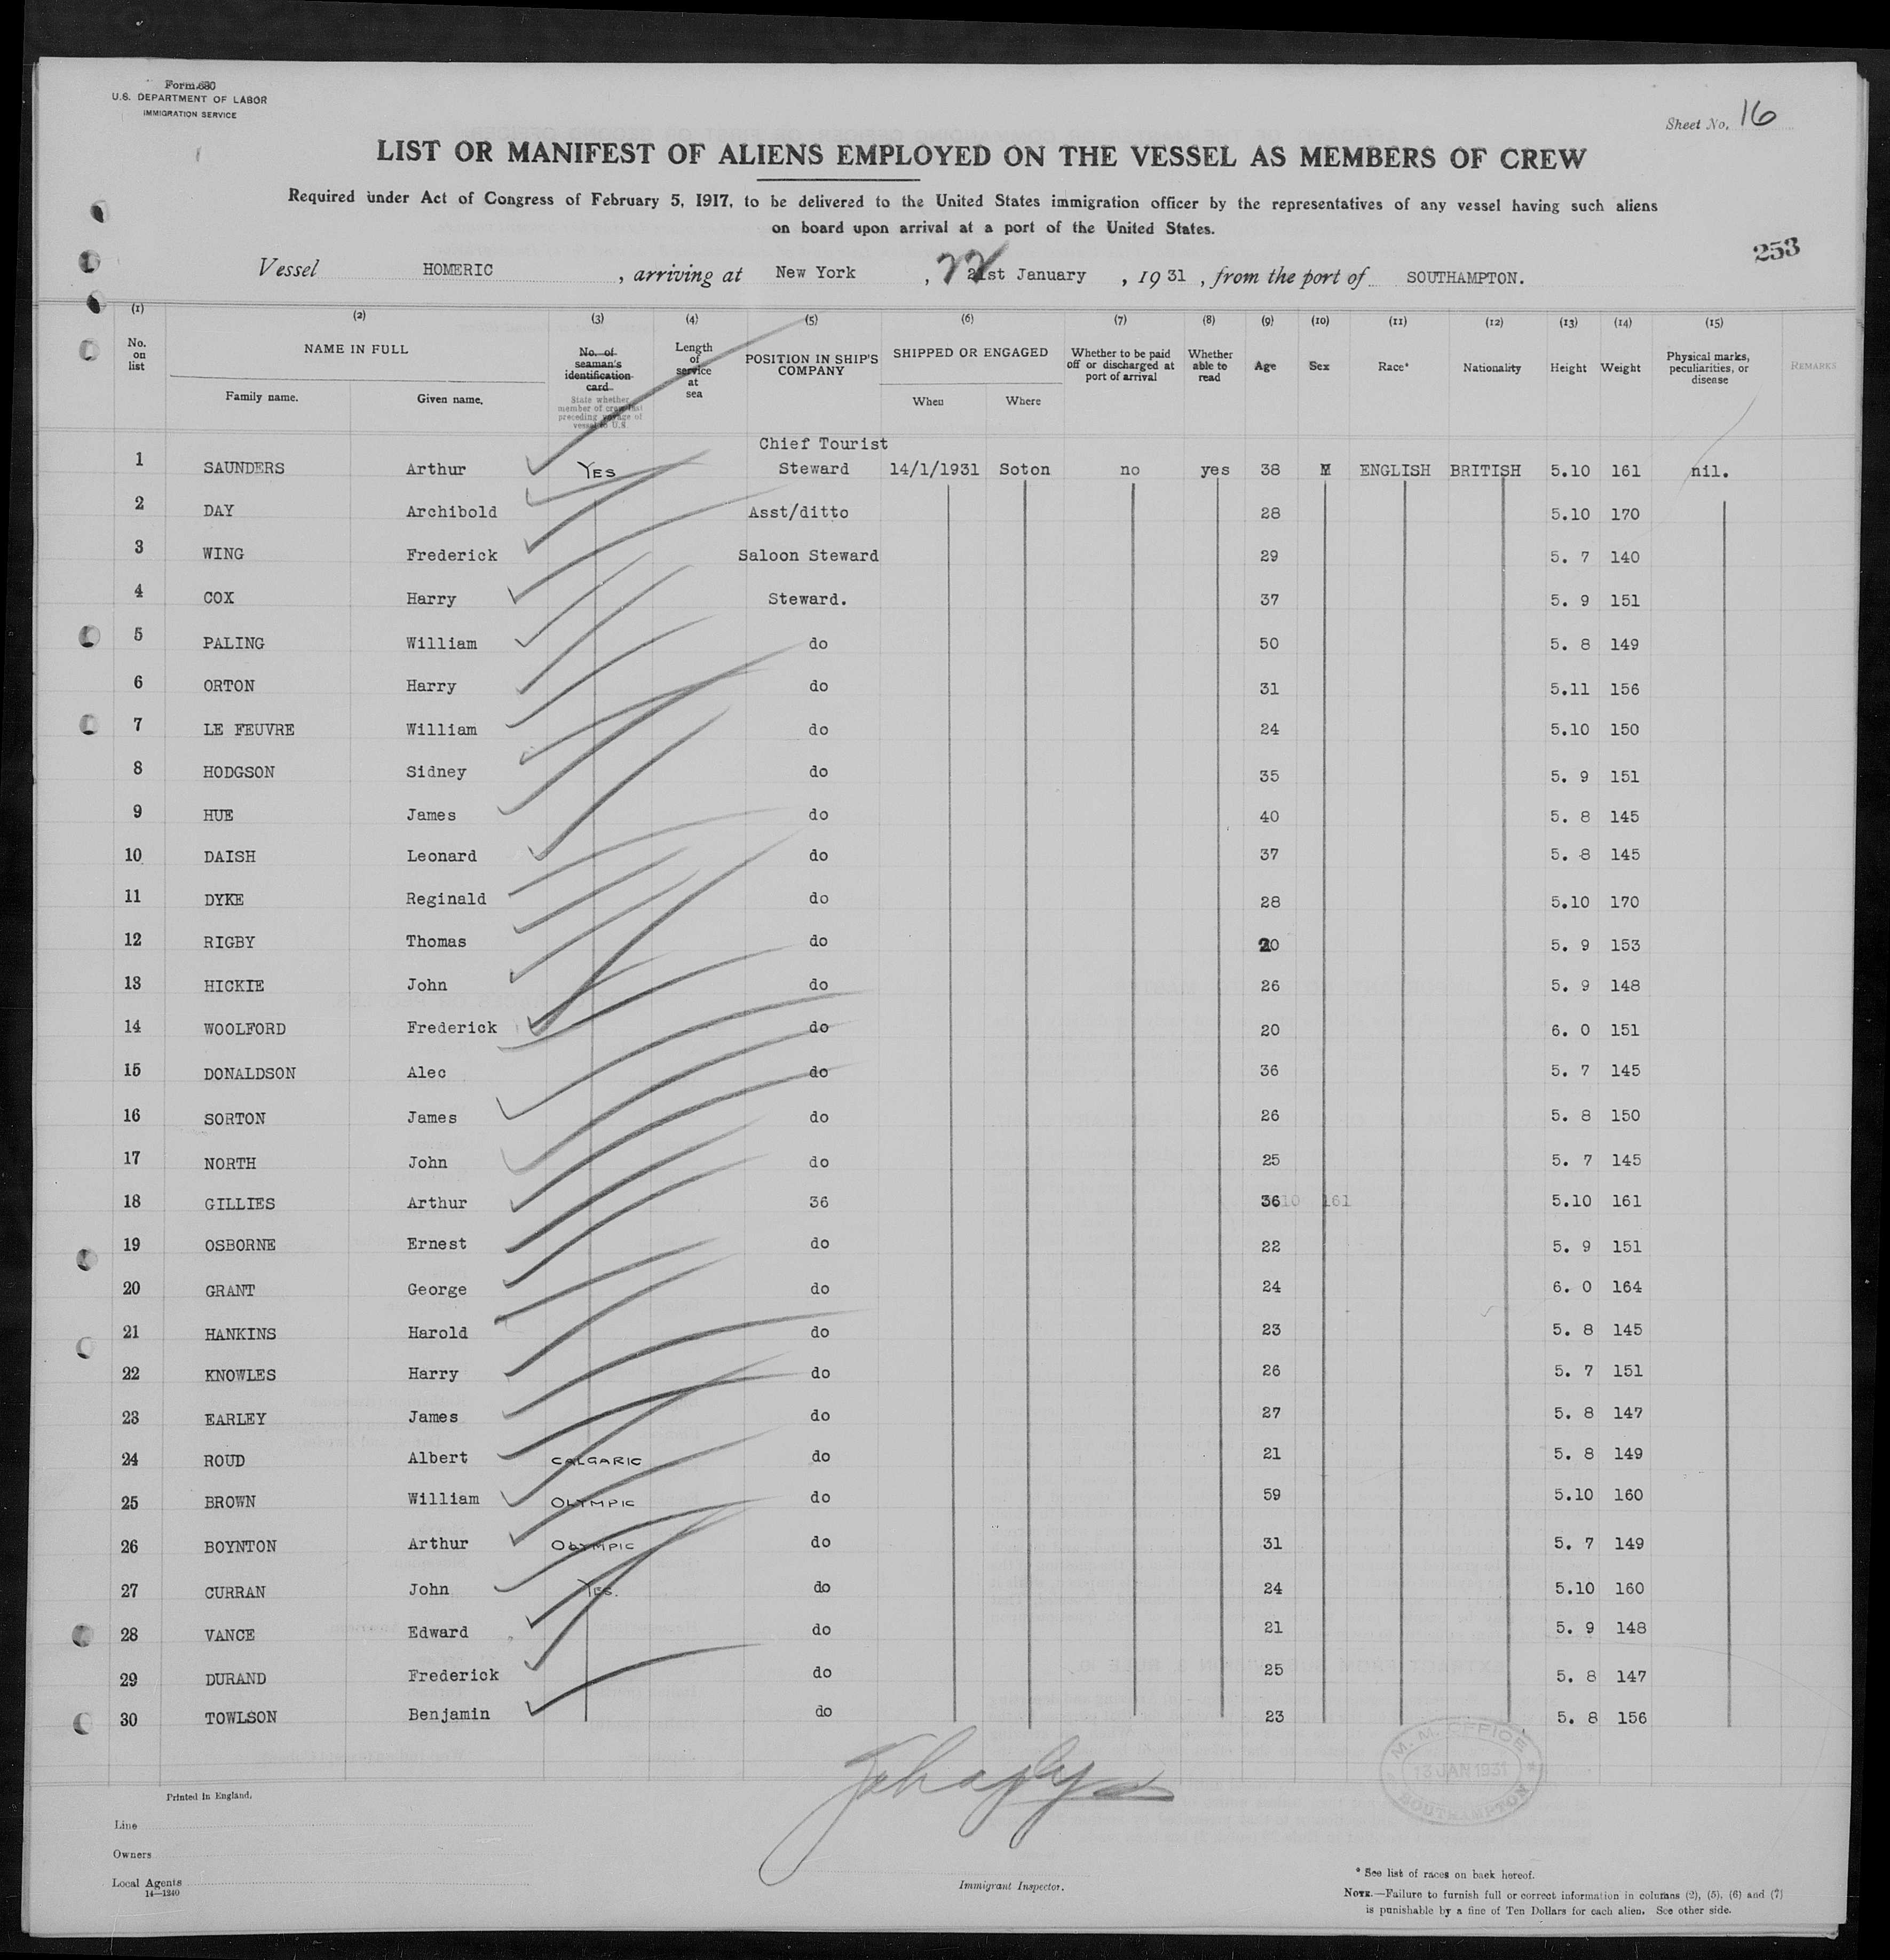 Form 680
U.S. DEPARTMENT OF LABOR
IMMIGRATION SERVICE
Sheet No. 16
LIST OR MANIFEST OF ALIENS EMPLOYED ON THE VESSEL AS MEMBERS OF CREW
Required under Act of Congress of February 5, 1917, to be delivered to the United States immigration officer by the representatives of any vessel having such aliens
on board upon arrival at a port of the United States.
253
Vessel HOMERIC , arriving at New York , 22 21st January , 19 31 , from the port of SOUTHAMPTON.
(1) (2) (3) (4) (5) (6) (7) (8) (9) (10) (11) (12) (13) (14) (15)
No. on list
NAME IN FULL
Family name. Given name.
No. of seaman's identification card
State whether member of crew that preceding voyage of vessel to U.S.
Length of service at sea
POSITION IN SHIP'S COMPANY
SHIPPED OR ENGAGED
When Where
Whether to be paid off or discharged at port of arrival
Whether able to read
Age Sex Race* Nationality Height Weight
Physical marks, peculiarities, or disease
REMARKS
Chief Tourist
1 SAUNDERS Arthur YES Steward 14/1/1931 Soton no yes 38 M ENGLISH BRITISH 5.10 161 nil.
2 DAY Archibold Asst/ditto 28 5.10 170
3 WING Frederick Saloon Steward 29 5. 7 140
4 COX Harry Steward. 37 5. 9 151
5 PALING William do 50 5. 8 149
6 ORTON Harry do 31 5.11 156
7 LE FEUVRE William do 24 5.10 150
8 HODGSON Sidney do 35 5. 9 151
9 HUE James do 40 5. 8 145
10 DAISH Leonard do 37 5. 8 145
11 DYKE Reginald do 28 5.10 170
12 RIGBY Thomas do 20 5. 9 153
13 HICKIE John do 26 5. 9 148
14 WOOLFORD Frederick do 20 6. 0 151
15 DONALDSON Alec do 36 5. 7 145
16 SORTON James do 26 5. 8 150
17 NORTH John do 25 5. 7 145
18 GILLIES Arthur 36 36 10 161 5.10 161
19 OSBORNE Ernest do 22 5. 9 151
20 GRANT George do 24 6. 0 164
21 HANKINS Harold do 23 5. 8 145
22 KNOWLES Harry do 26 5. 7 151
23 EARLEY James do 27 5. 8 147
24 ROUD Albert CALGARIC do 21 5. 8 149
25 BROWN William OLYMPIC do 59 5.10 160
26 BOYNTON Arthur OLYMPIC do 31 5. 7 149
27 CURRAN John YES. do 24 5.10 160
28 VANCE Edward do 21 5. 9 148
29 DURAND Frederick do 25 5. 8 147
30 TOWLSON Benjamin do 23 5. 8 156
M. M. OFFICE
13 JAN 1931
SOUTHAMPTON
Printed in England.
Line
Owners
Local Agents
14—1240
Immigrant Inspector.
* See list of races on back hereof.
NOTE.—Failure to furnish full or correct information in columns (2), (5), (6) and (7)
is punishable by a fine of Ten Dollars for each alien. See other side.